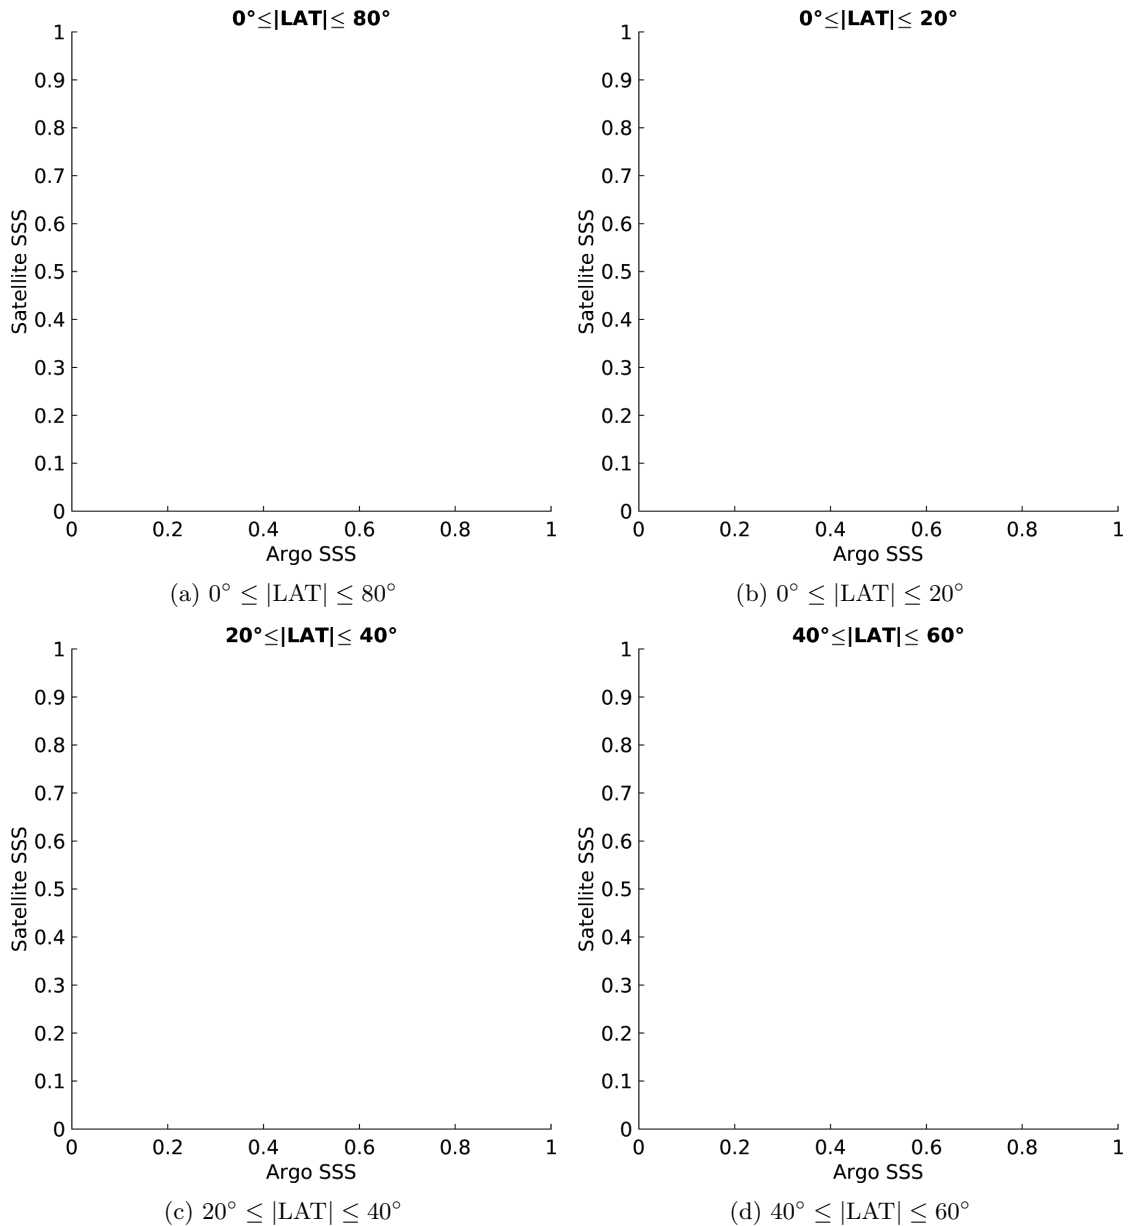 0°≤|LAT|≤ 80°
1
0.9
0.8
0.7
0.6
0.5
0.4
0.3
0.2
0.1
0
Satellite SSS
0 0.2 0.4 0.6 0.8 1
Argo SSS
(a) 0° ≤ |LAT| ≤ 80°
0°≤|LAT|≤ 20°
1
0.9
0.8
0.7
0.6
0.5
0.4
0.3
0.2
0.1
0
Satellite SSS
0 0.2 0.4 0.6 0.8 1
Argo SSS
(b) 0° ≤ |LAT| ≤ 20°
20°≤|LAT|≤ 40°
1
0.9
0.8
0.7
0.6
0.5
0.4
0.3
0.2
0.1
0
Satellite SSS
0 0.2 0.4 0.6 0.8 1
Argo SSS
(c) 20° ≤ |LAT| ≤ 40°
40°≤|LAT|≤ 60°
1
0.9
0.8
0.7
0.6
0.5
0.4
0.3
0.2
0.1
0
Satellite SSS
0 0.2 0.4 0.6 0.8 1
Argo SSS
(d) 40° ≤ |LAT| ≤ 60°